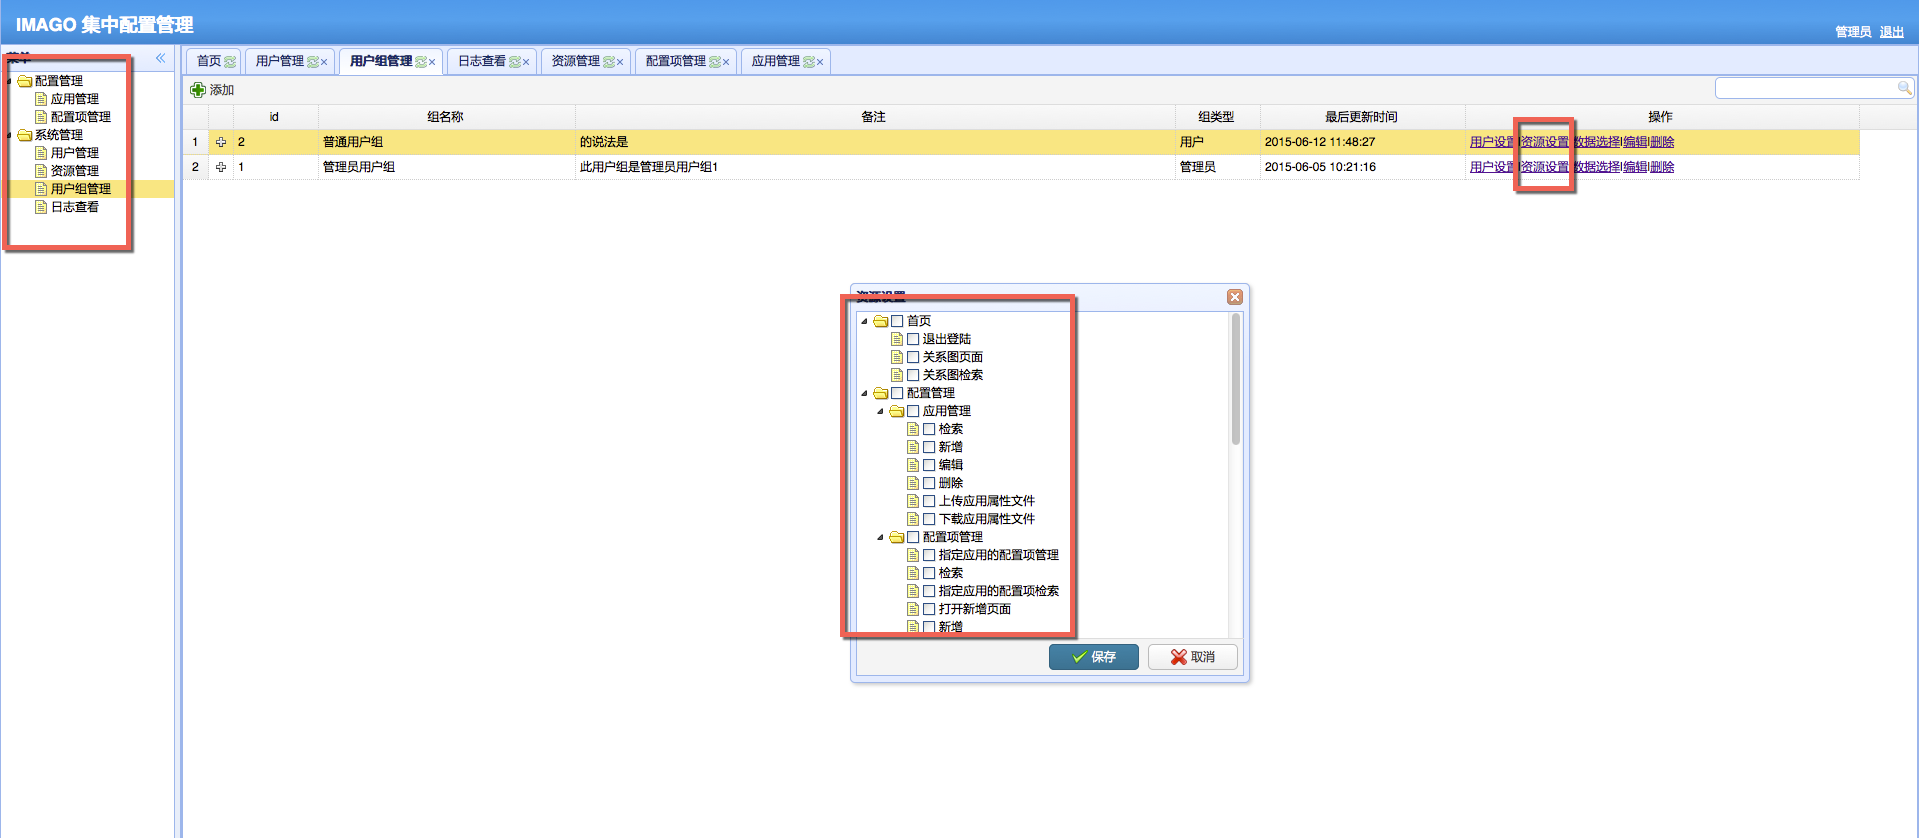 IMAGO 集中配置管理
管理员 退出
菜单
配置管理
应用管理
配置项管理
系统管理
用户管理
资源管理
用户组管理
日志查看
首页 用户管理 用户组管理 日志查看 资源管理 配置项管理 应用管理
添加
id 组名称 备注 组类型 最后更新时间 操作
1 2 普通用户组 的说法是 用户 2015-06-12 11:48:27 用户设置|资源设置|数据选择|编辑|删除
2 1 管理员用户组 此用户组是管理员用户组1 管理员 2015-06-05 10:21:16 用户设置|资源设置|数据选择|编辑|删除
资源设置
首页
退出登陆
关系图页面
关系图检索
配置管理
应用管理
检索
新增
编辑
删除
上传应用属性文件
下载应用属性文件
配置项管理
指定应用的配置项管理
检索
指定应用的配置项检索
打开新增页面
新增
保存 取消